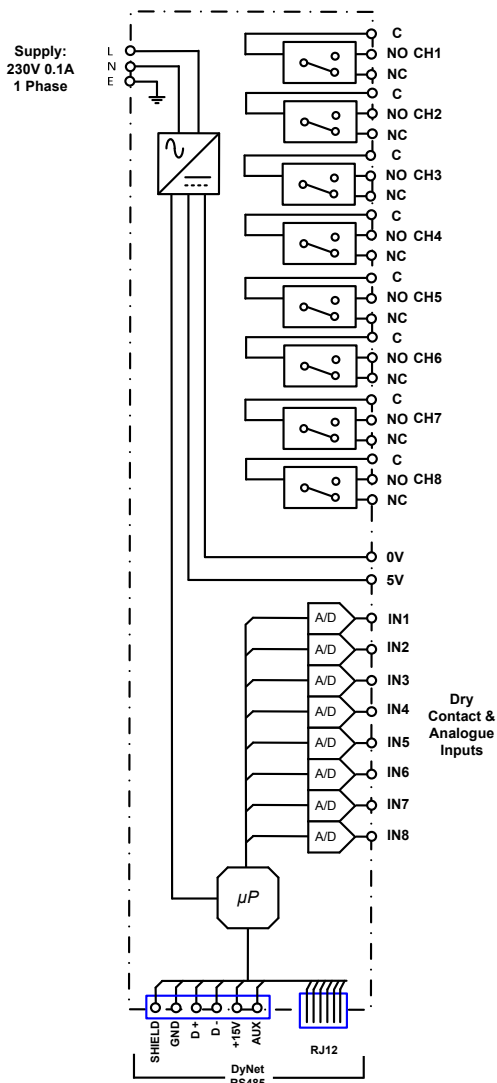 Supply:
230V 0.1A
1 Phase
L
N
E
C
NO CH1
NC
C
NO CH2
NC
C
NO CH3
NC
C
NO CH4
NC
C
NO CH5
NC
C
NO CH6
NC
C
NO CH7
NC
C
NO CH8
NC
0V
5V
A/D IN1
A/D IN2
A/D IN3
A/D IN4
A/D IN5
A/D IN6
A/D IN7
A/D IN8
Dry
Contact &
Analogue
Inputs
µP
SHIELD
GND
D +
D -
+15V
AUX
RJ12
DyNet
RS485